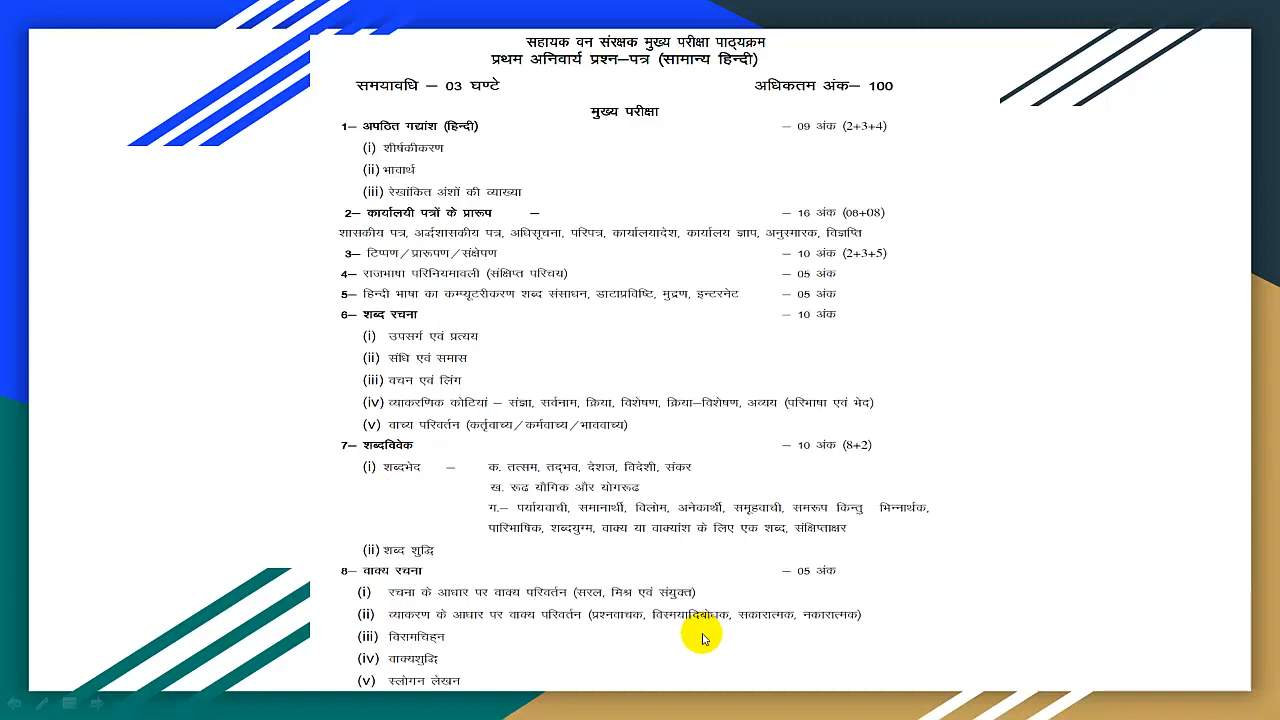 सहायक वन संरक्षक मुख्य परीक्षा पाठ्यक्रम
प्रथम अनिवार्य प्रश्न–पत्र (सामान्य हिन्दी)
समयावधि – 03 घण्टे अधिकतम अंक– 100
मुख्य परीक्षा
1– अपठित गद्यांश (हिन्दी) – 09 अंक (2+3+4)
(i) शीर्षकीकरण
(ii) भावार्थ
(iii) रेखांकित अंशों की व्याख्या
2– कार्यालयी पत्रों के प्रारूप – – 16 अंक (08+08)
शासकीय पत्र, अर्द्धशासकीय पत्र, अधिसूचना, परिपत्र, कार्यालयादेश, कार्यालय ज्ञाप, अनुस्मारक, विज्ञप्ति
3– टिप्पण/प्रारूपण/संक्षेपण – 10 अंक (2+3+5)
4– राजभाषा परिनियमावली (संक्षिप्त परिचय) – 05 अंक
5– हिन्दी भाषा का कम्प्यूटरीकरण शब्द संसाधन, डाटाप्रविष्टि, मुद्रण, इन्टरनेट – 05 अंक
6– शब्द रचना – 10 अंक
(i) उपसर्ग एवं प्रत्यय
(ii) संधि एवं समास
(iii) वचन एवं लिंग
(iv) व्याकरणिक कोटियां – संज्ञा, सर्वनाम, क्रिया, विशेषण, क्रिया–विशेषण, अव्यय (परिभाषा एवं भेद)
(v) वाच्य परिवर्तन (कर्तृवाच्य/कर्मवाच्य/भाववाच्य)
7– शब्दविवेक – 10 अंक (8+2)
(i) शब्दभेद – क. तत्सम, तद्भव, देशज, विदेशी, संकर
ख. रूढ यौगिक और योगरूढ
ग.– पर्यायवाची, समानार्थी, विलोम, अनेकार्थी, समूहवाची, समरूप किन्तु भिन्नार्थक,
पारिभाषिक, शब्दयुग्म, वाक्य या वाक्यांश के लिए एक शब्द, संक्षिप्ताक्षर
(ii) शब्द शुद्धि
8– वाक्य रचना – 05 अंक
(i) रचना के आधार पर वाक्य परिवर्तन (सरल, मिश्र एवं संयुक्त)
(ii) व्याकरण के आधार पर वाक्य परिवर्तन (प्रश्नवाचक, विस्मयादिबोधक, सकारात्मक, नकारात्मक)
(iii) विरामचिह्न
(iv) वाक्यशुद्धि
(v) स्लोगन लेखन